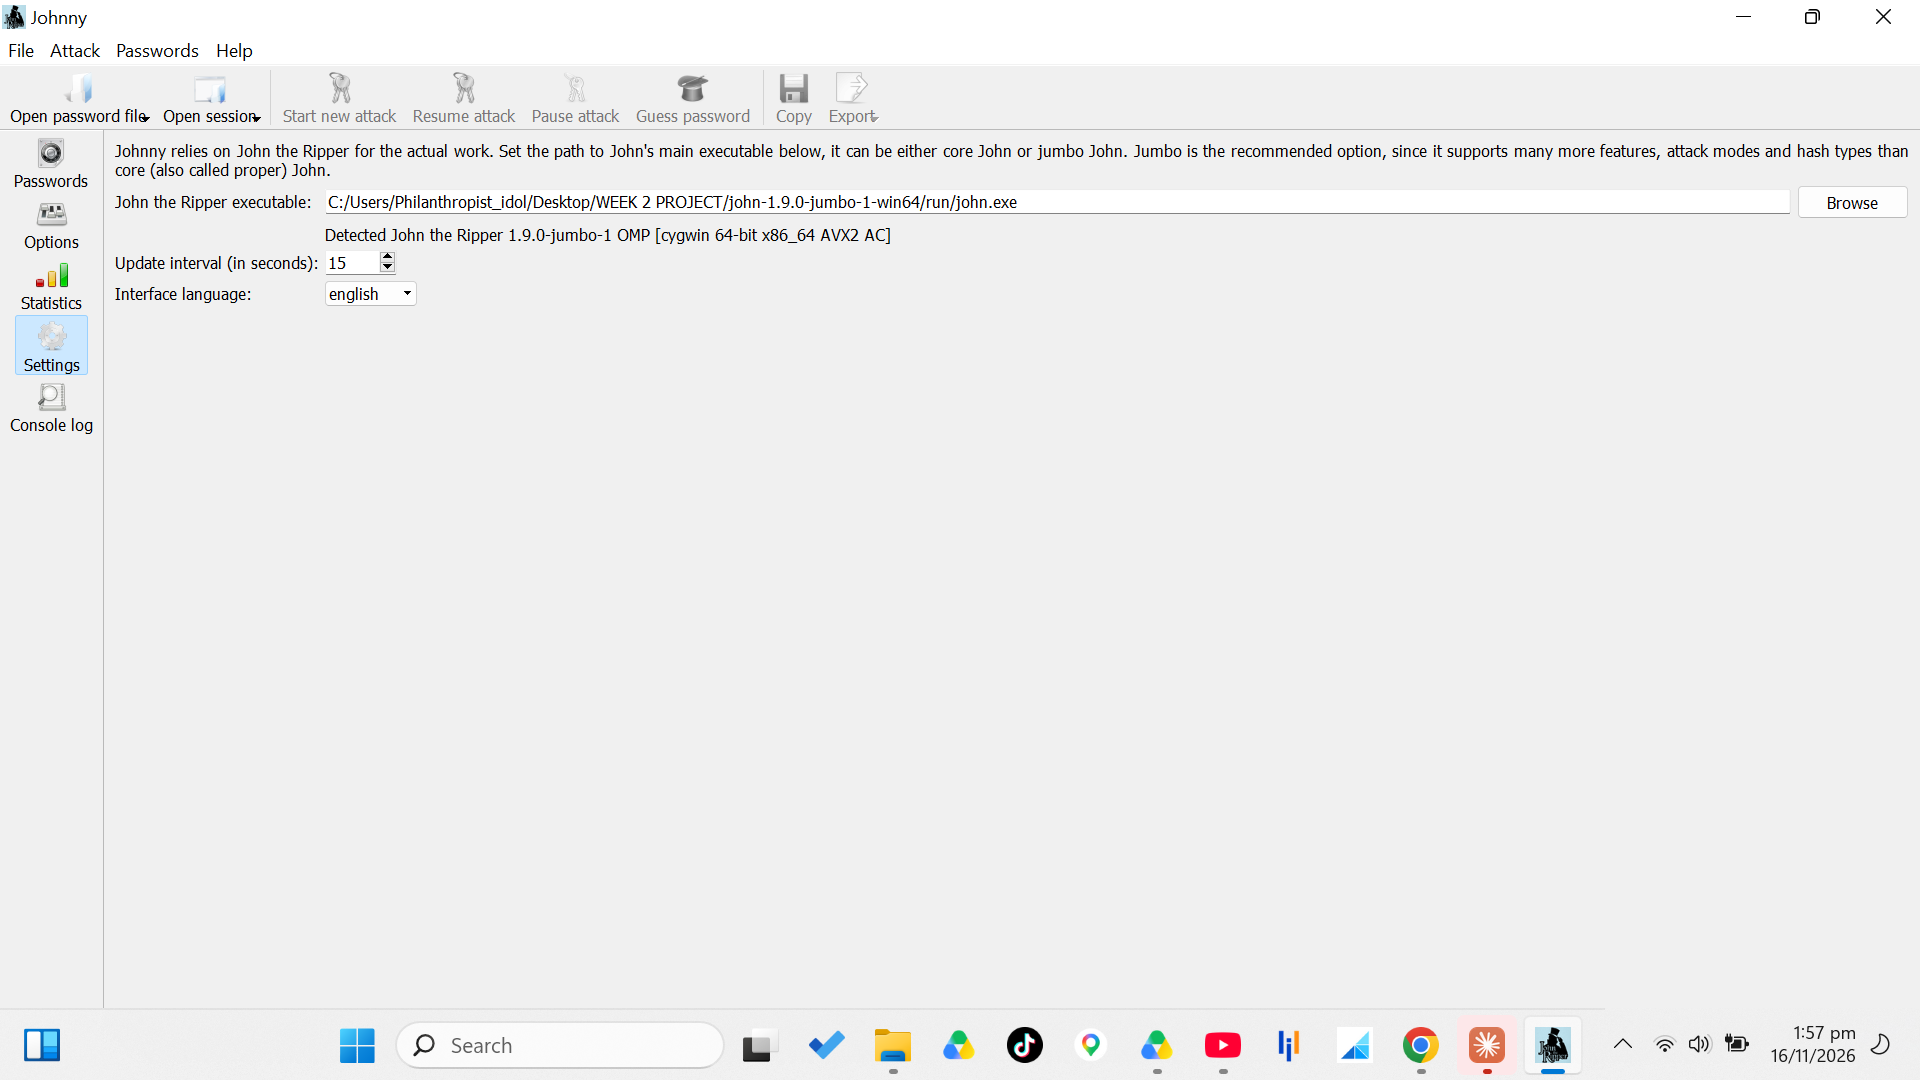 Johnny
File Attack Passwords Help
Open password file Open session Start new attack Resume attack Pause attack Guess password Copy Export
Passwords
Options
Statistics
Settings
Console log
Johnny relies on John the Ripper for the actual work. Set the path to John's main executable below, it can be either core John or jumbo John. Jumbo is the recommended option, since it supports many more features, attack modes and hash types than
core (also called proper) John.
John the Ripper executable: C:/Users/Philanthropist_idol/Desktop/WEEK 2 PROJECT/john-1.9.0-jumbo-1-win64/run/john.exe Browse
Detected John the Ripper 1.9.0-jumbo-1 OMP [cygwin 64-bit x86_64 AVX2 AC]
Update interval (in seconds): 15
Interface language: english
Search
1:57 pm
16/11/2026